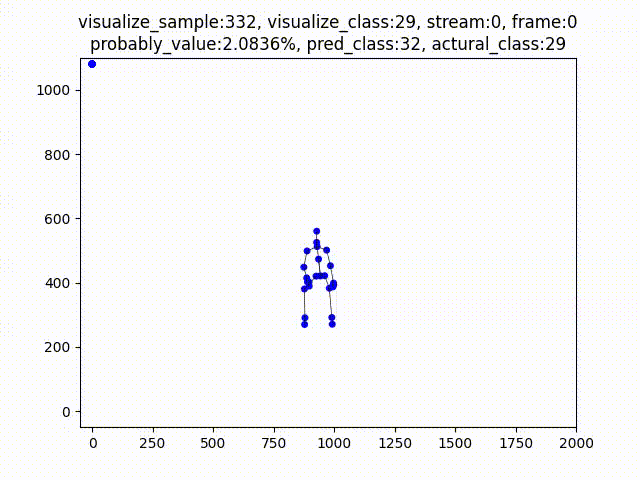 visualize_sample:332, visualize_class:29, stream:0, frame:0
probably_value:2.0836%, pred_class:32, actural_class:29
1000
800
600
400
200
0
0 250 500 750 1000 1250 1500 1750 2000